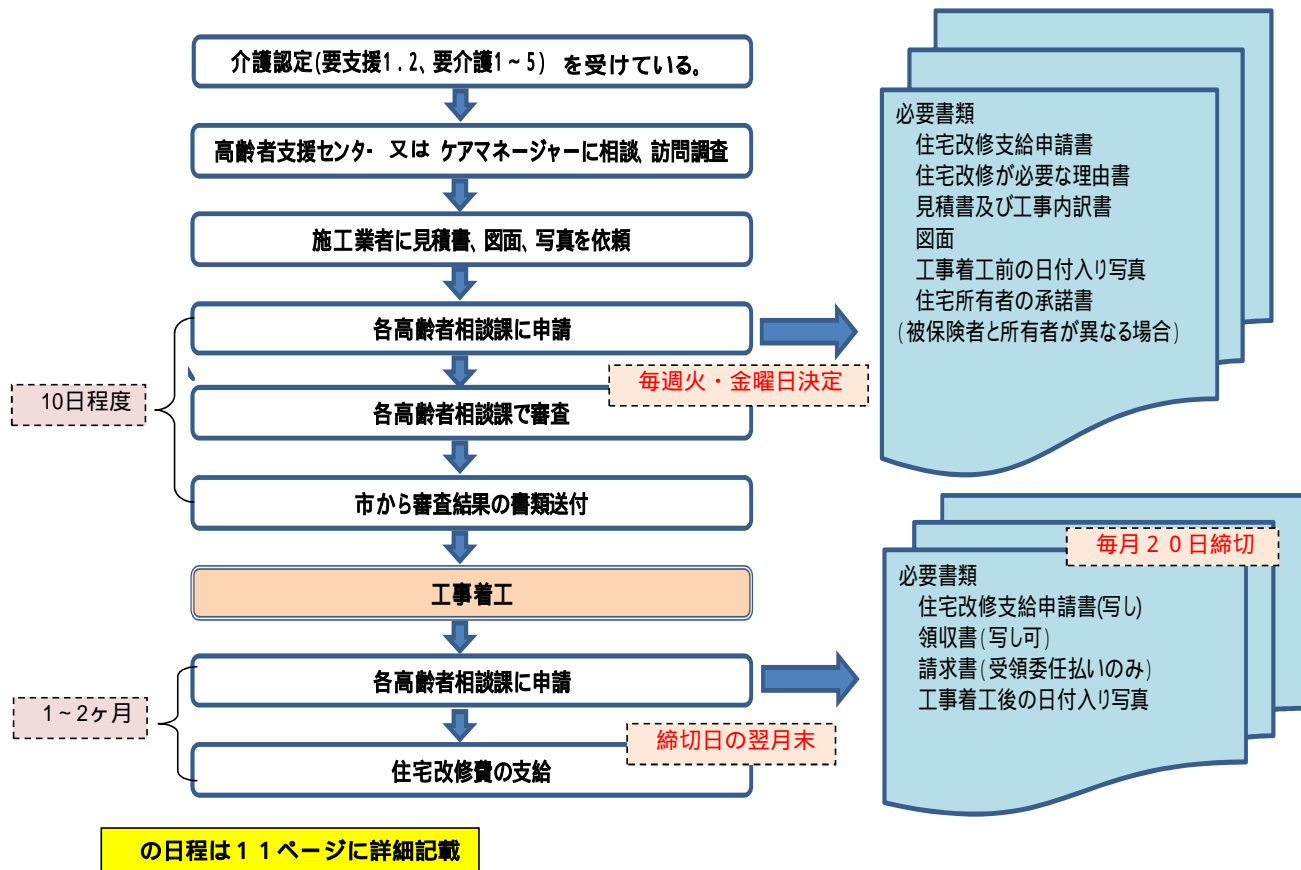 介護認定(要支援1．2、要介護1~5) を受けている。
高齢者支援センタ- 又は ケアマネージャーに相談、訪問調査
施工業者に見積書、図面、写真を依頼
各高齢者相談課に申請
毎週火・金曜日決定
10日程度
各高齢者相談課で審査
市から審査結果の書類送付
工事着工
各高齢者相談課に申請
1~2ヶ月
締切日の翌月末
住宅改修費の支給
の日程は１１ページに詳細記載
必要書類
住宅改修支給申請書
住宅改修が必要な理由書
見積書及び工事内訳書
図面
工事着工前の日付入り写真
住宅所有者の承諾書
(被保険者と所有者が異なる場合)
毎月２０日締切
必要書類
住宅改修支給申請書(写し)
領収書(写し可)
請求書(受領委任払いのみ)
工事着工後の日付入り写真